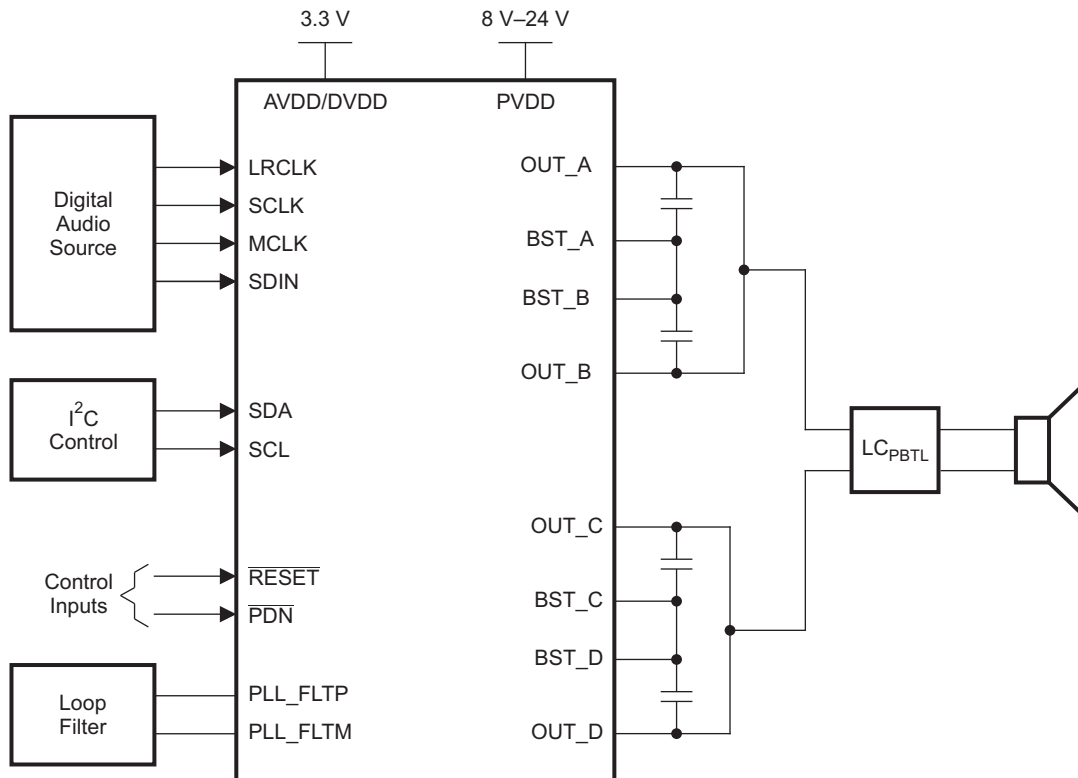 3.3 V
8 V–24 V
AVDD/DVDD
PVDD
Digital
Audio
Source
LRCLK
SCLK
MCLK
SDIN
OUT_A
BST_A
BST_B
OUT_B
I²C
Control
SDA
SCL
LC_PBTL
Control
Inputs
RESET
PDN
OUT_C
BST_C
BST_D
OUT_D
Loop
Filter
PLL_FLTP
PLL_FLTM